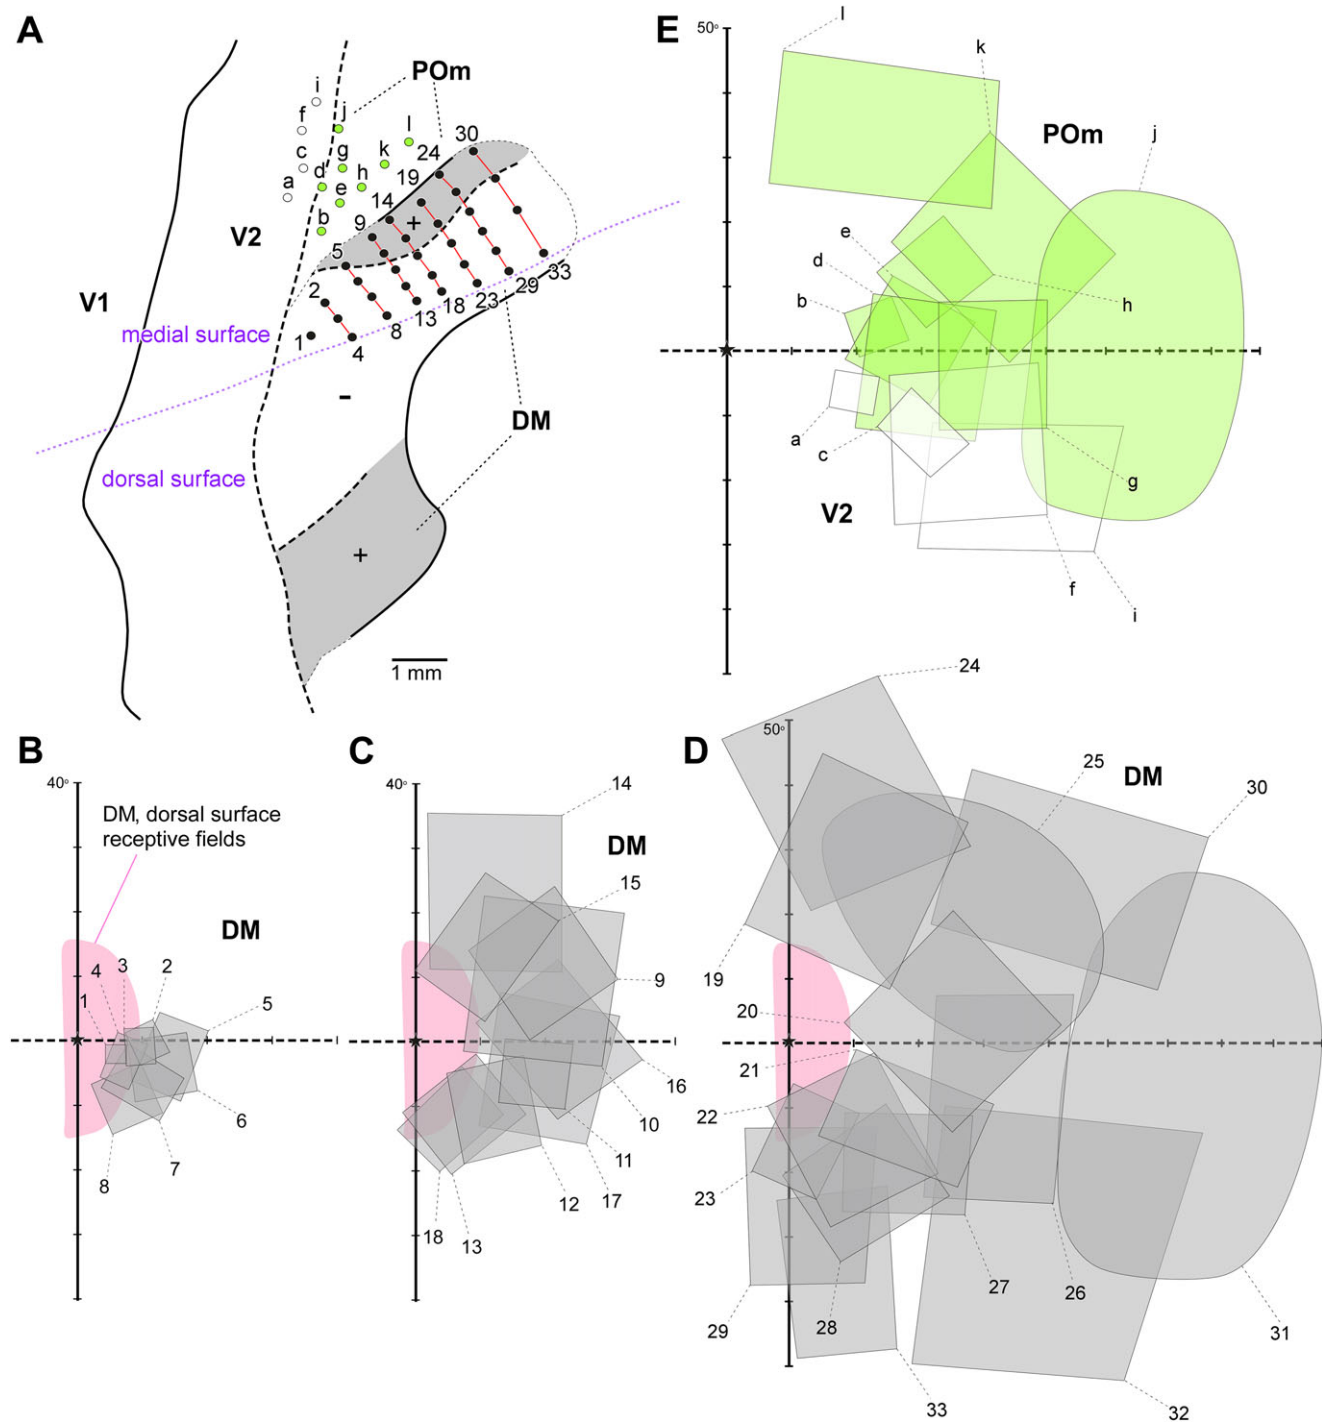 A
i
f
j
POm
c
g
l
30
a
d
k
24
e
h
19
b
14
+
9
V2
5
2
V1
33
29
23
18
medial surface
13
8
1
4
-
DM
dorsal surface
+
1 mm
E
50°
l
k
POm
j
e
d
b
h
a
c
g
V2
f
i
B
40°
DM, dorsal surface
receptive fields
DM
4
3
2
1
5
6
7
8
C
40°
14
DM
15
9
16
10
11
12
17
18
13
D
24
50°
25
DM
30
19
20
21
22
23
27
26
29
28
31
33
32